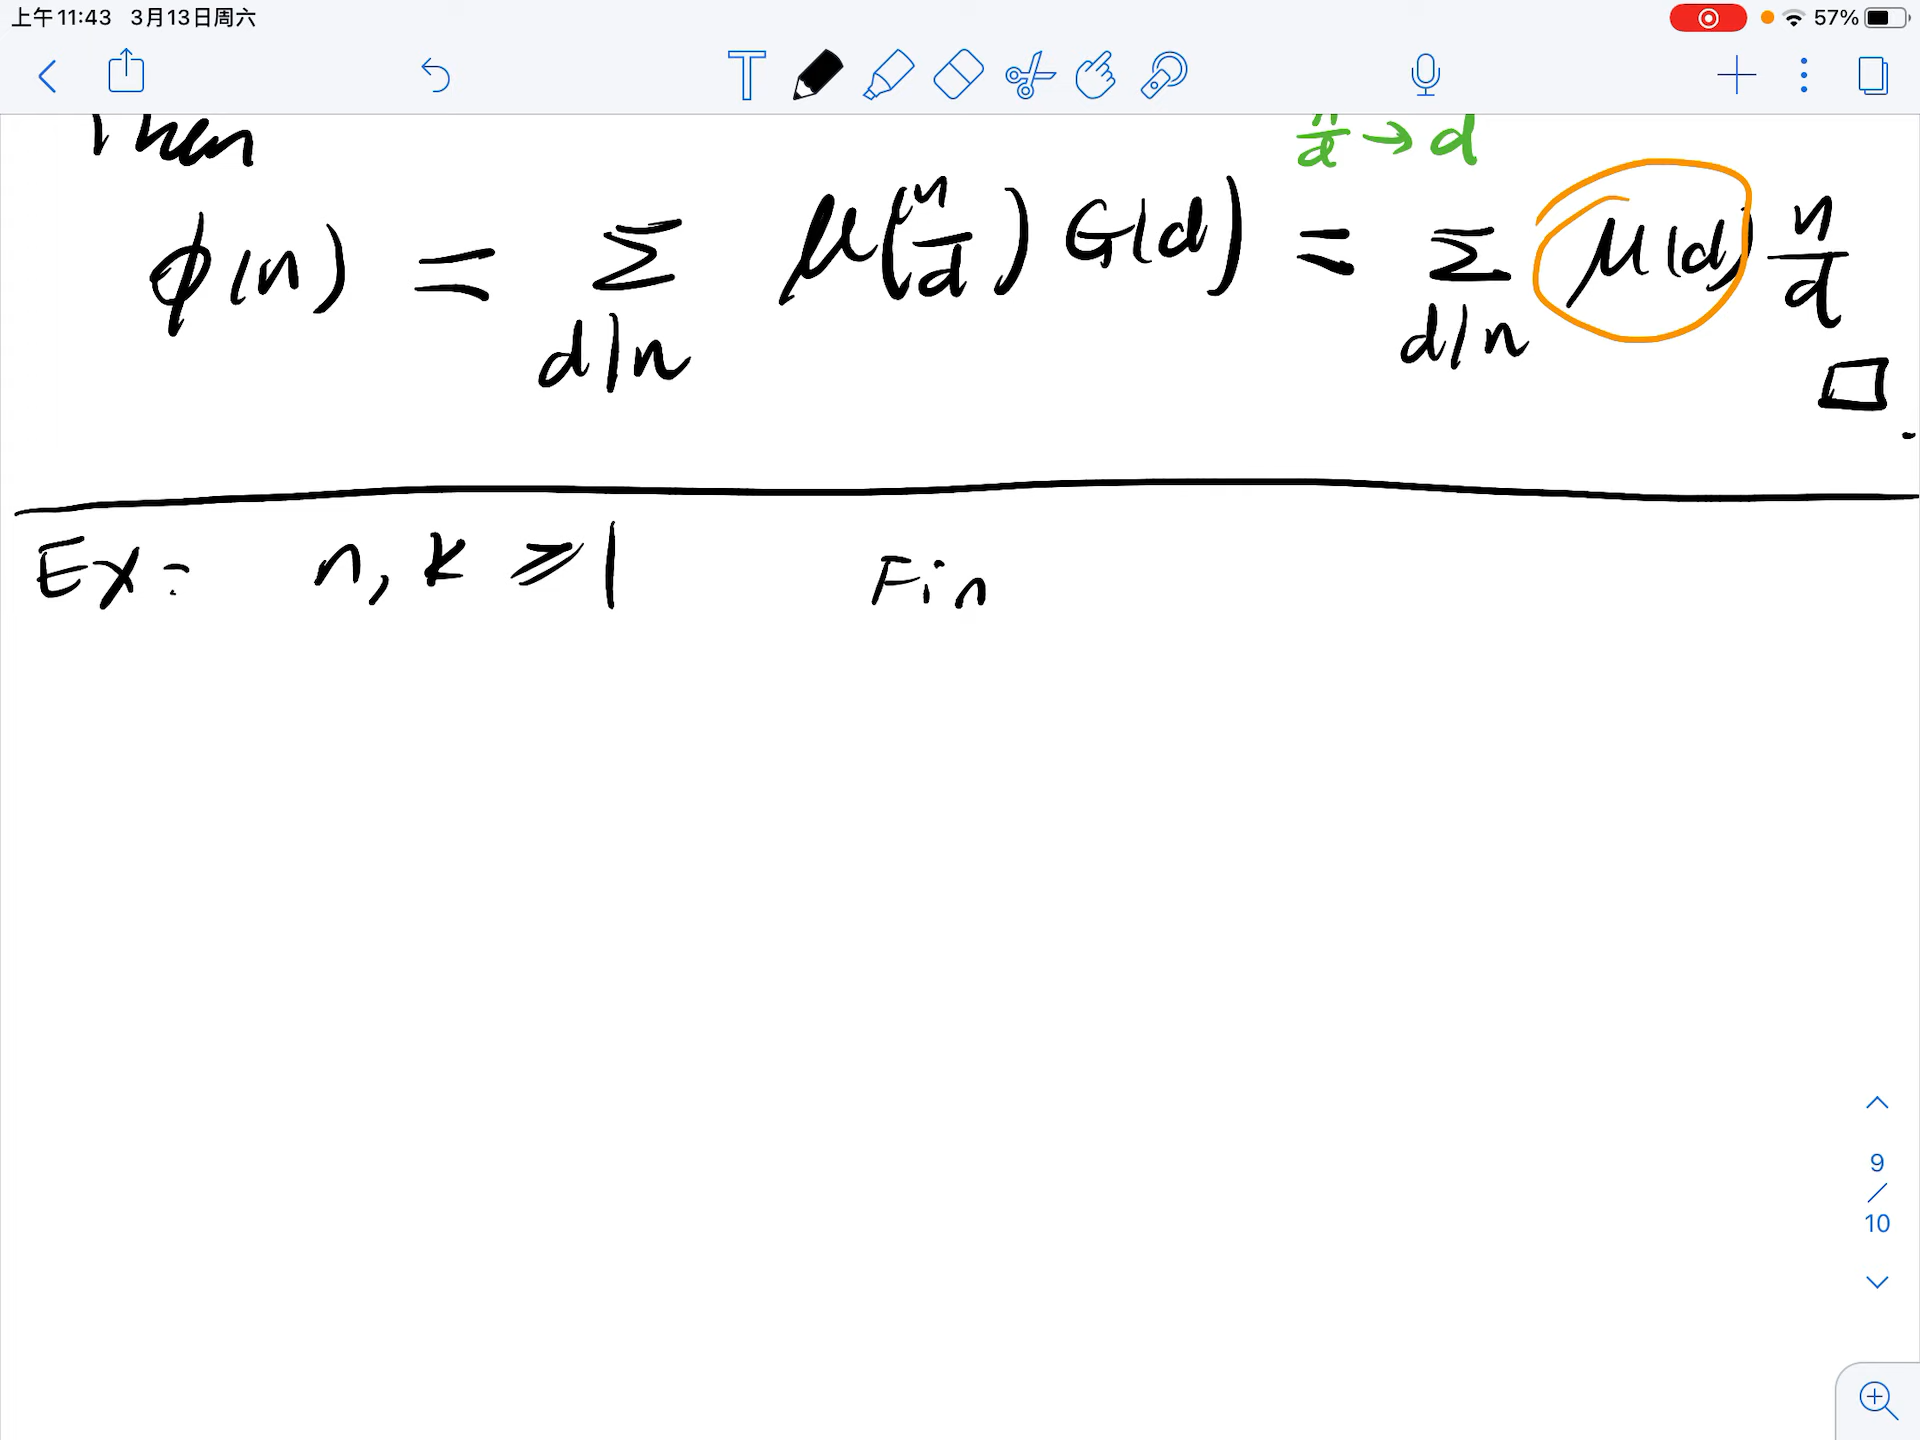 上午11:43 3月13日周六 57%
T
Then n/d → d
ϕ(n) = Σ_{d|n} μ(n/d) G(d) = Σ_{d|n} μ(d) n/d
□.
Ex: n, k ⩾ 1 Fin
9
/
10